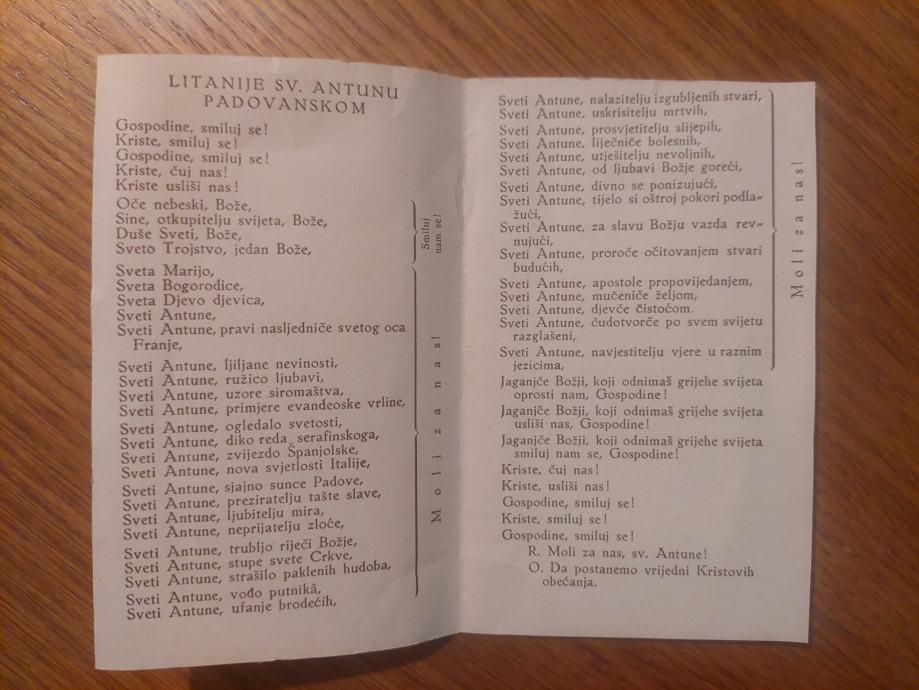 LITANIJE SV. ANTUNU
PADOVANSKOM
Gospodine, smiluj se!
Kriste, smiluj se!
Gospodine, smiluj se!
Kriste, čuj nas!
Kriste usliši nas!
Oče nebeski, Bože,
Sine, otkupitelju svijeta, Bože,
Duše Sveti, Bože,
Sveto Trojstvo, jedan Bože,
Smiluj
nam se!
Sveta Marijo,
Sveta Bogorodice,
Sveta Djevo djevica,
Sveti Antune,
Sveti Antune, pravi nasljedniče svetog oca
Franje,
Sveti Antune, ljiljane nevinosti,
Sveti Antune, ružico ljubavi,
Sveti Antune, uzore siromaštva,
Sveti Antune, primjere evanđeoske vrline,
Sveti Antune, ogledalo svetosti,
Sveti Antune, diko reda serafinskoga,
Sveti Antune, zvijezdo Španjolske,
Sveti Antune, nova svjetlosti Italije,
Sveti Antune, sjajno sunce Padove,
Sveti Antune, preziratelju tašte slave,
Sveti Antune, ljubitelju mira,
Sveti Antune, neprijatelju zloće,
Sveti Antune, trubljo riječi Božje,
Sveti Antune, stupe svete Crkve,
Sveti Antune, strašilo paklenih hudoba,
Sveti Antune, vođo putnikâ,
Sveti Antune, ufanje brodećih,
Moli za nas!
Sveti Antune, nalazitelju izgubljenih stvari,
Sveti Antune, uskrisitelju mrtvih,
Sveti Antune, prosvjetitelju slijepih,
Sveti Antune, liječniče bolesnih,
Sveti Antune, utješitelju nevoljnih,
Sveti Antune, od ljubavi Božje goreći,
Sveti Antune, divno se ponizujući,
Sveti Antune, tijelo si oštroj pokori podla-
žući,
Sveti Antune, za slavu Božju vazda rev-
nujući,
Sveti Antune, proroče očitovanjem stvari
budućih,
Sveti Antune, apostole propovijedanjem,
Sveti Antune, mučeniče željom,
Sveti Antune, djevče čistoćom.
Sveti Antune, čudotvorče po svem svijetu
razglašeni,
Sveti Antune, navjestitelju vjere u raznim
jezicima,
Moli za nas!
Jaganjče Božji, koji odnimaš grijehe svijeta
oprosti nam, Gospodine!
Jaganjče Božji, koji odnimaš grijehe svijeta
usliši nas, Gospodine!
Jaganjče Božji, koji odnimaš grijehe svijeta
smiluj nam se, Gospodine!
Kriste, čuj nas!
Kriste, usliši nas!
Gospodine, smiluj se!
Kriste, smiluj se!
Gospodine, smiluj se!
R. Moli za nas, sv. Antune!
O. Da postanemo vrijedni Kristovih
obećanja.